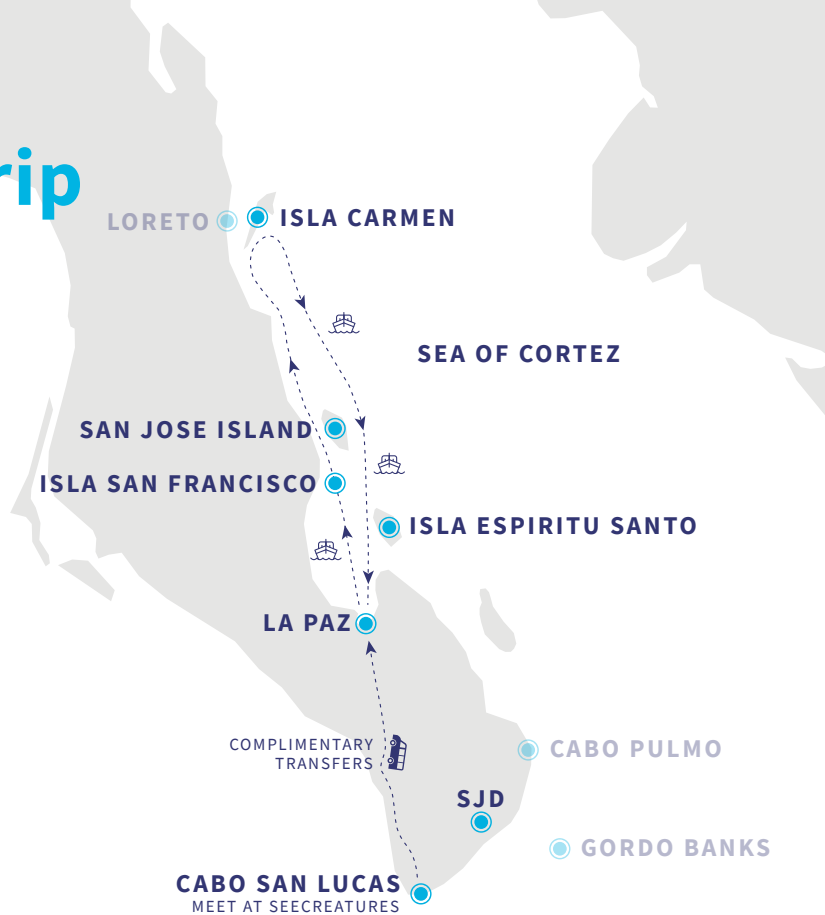 rip
LORETO
ISLA CARMEN
SEA OF CORTEZ
SAN JOSE ISLAND
ISLA SAN FRANCISCO
ISLA ESPIRITU SANTO
LA PAZ
COMPLIMENTARY
TRANSFERS
CABO PULMO
SJD
GORDO BANKS
CABO SAN LUCAS
MEET AT SEECREATURES